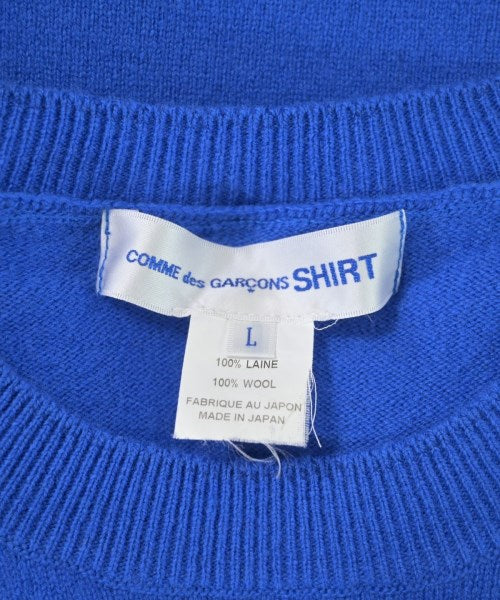 COMME des GARÇONS SHIRT
L
100% LAINE
100% WOOL
FABRIQUE AU JAPON
MADE IN JAPAN